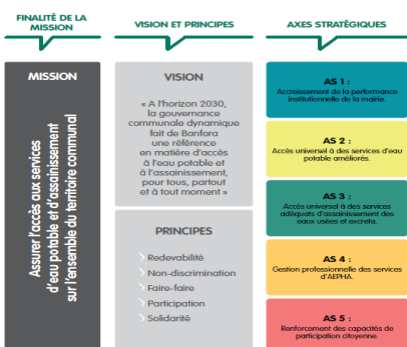 FINALITÉ DE LA
MISSION
VISION ET PRINCIPES
AXES STRATÉGIQUES
MISSION
Assurer l'accès aux services
d'eau potable et d'assainissement
sur l'ensemble du territoire communal
VISION
« A l'horizon 2030,
la gouvernance
communale dynamique
fait de Banfora
une référence
en matière d'accès
à l'eau potable et
à l'assainissement,
pour tous, partout
et à tout moment »
PRINCIPES
Redevabilité
Non-discrimination
Faire-faire
Participation
Solidarité
AS 1 :
Accroissement de la performance
institutionnelle de la mairie.
AS 2 :
Accès universel à des services d'eau
potable améliorés.
AS 3 :
Accès universel à des services
adéquats d'assainissement des
eaux usées et excreta.
AS 4 :
Gestion professionnelle des services
d'AEPHA.
AS 5 :
Renforcement des capacités de
participation citoyenne.